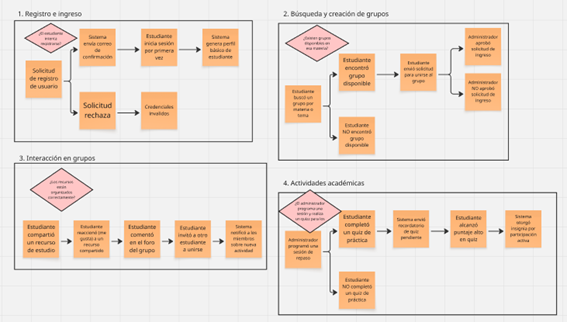 1. Registro e ingreso
¿El estudiante
Sistema
envía correo
de
confirmación
Estudiante
inicia sesión
por primera
vez
Sistema
genera perfil
básico de
estudiante
Solicitud
de registro
de usuario
Solicitud
rechaza
Credenciales
invalidos
2. Búsqueda y creación de grupos
¿Existen grupos
disponibles en
esa materia?
Estudiante
buscó un
grupo por
materia o
tema
Estudiante
encontró
grupo
disponible
Estudiante
envió solicitud
para unirse al
grupo
Administrador
aprobó
solicitud de
ingreso
Administrador
NO aprobó
solicitud de
ingreso
Estudiante
NO encontró
grupo
disponible
3. Interacción en grupos
¿Los recursos
están
organizados
correctamente?
Estudiante
compartió
un recurso
de estudio
Estudiante
reaccionó (me
gusta) a un
recurso
compartido
Estudiante
comentó
en el foro
del grupo
Estudiante
invitó a otro
estudiante
a unirse
Sistema
notificó a los
miembros
sobre nueva
actividad
4. Actividades académicas
¿El administrador
programa una
sesión y realiza
un quiz
Administrador
programó una
sesión de
repaso
Estudiante
completó
un quiz de
práctica
Sistema envió
recordatorio
de quiz
pendiente
Estudiante
alcanzó
puntaje alto
en quiz
Sistema
otorgó
insignia por
participación
activa
Estudiante
NO completó
un quiz de
práctica